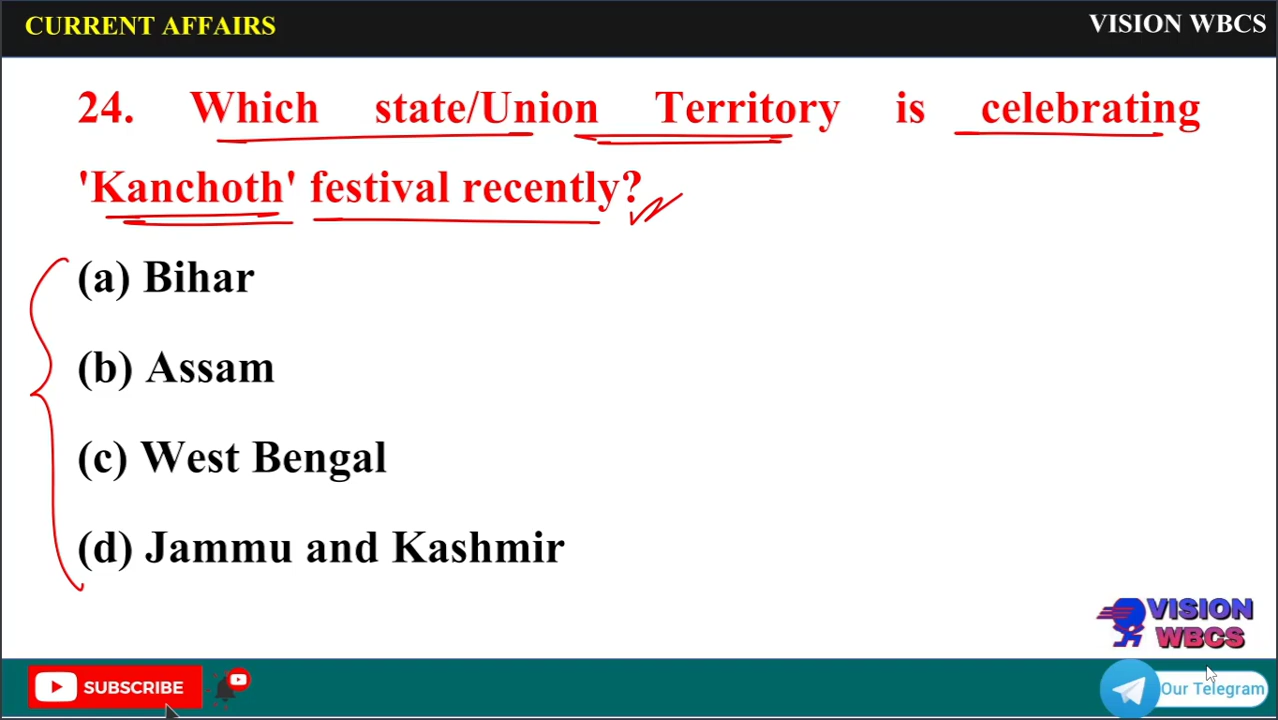 CURRENT AFFAIRS
VISION WBCS
24. Which state/Union Territory is celebrating
'Kanchoth' festival recently?
(a) Bihar
(b) Assam
(c) West Bengal
(d) Jammu and Kashmir
VISION
WBCS
SUBSCRIBE
Our Telegram